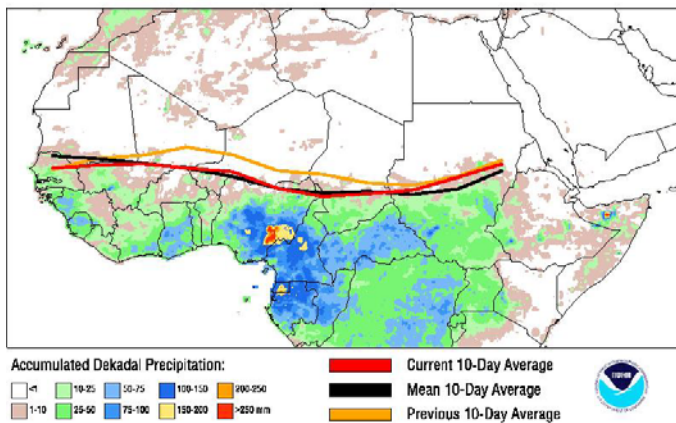 Accumulated Dekadal Precipitation:
<1 10-25 50-75 100-150 200-250
1-10 25-50 75-100 150-200 >250 mm
Current 10-Day Average
Mean 10-Day Average
Previous 10-Day Average